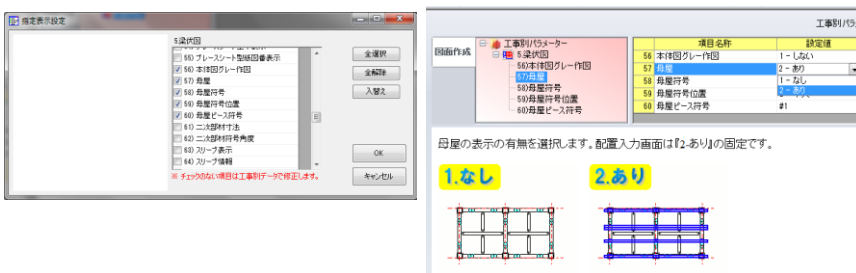 指定表示設定
5.梁伏図
55) ブレースシート型紙図番表示
56) 本体図グレー作図
57) 母屋
58) 母屋符号
59) 母屋符号位置
60) 母屋ピース符号
61) 二次部材寸法
62) 二次部材符号角度
63) スリーブ表示
64) スリーブ情報
※ チェックのない項目は工事別データで修正します。
全選択
全解除
入替え
OK
キャンセル
工事別パラ
図面作成
工事別パラメーター
5.梁伏図
56)本体図グレー作図
57)母屋
58)母屋符号
59)母屋符号位置
60)母屋ピース符号
項目名称 設定値
56 本体図グレー作図 1 - しない
57 母屋 2 - あり
58 母屋符号 1 - なし
59 母屋符号位置 2 - あり
60 母屋ピース符号 #1
母屋の表示の有無を選択します。配置入力画面は『2-あり』の固定です。
1.なし 2.あり